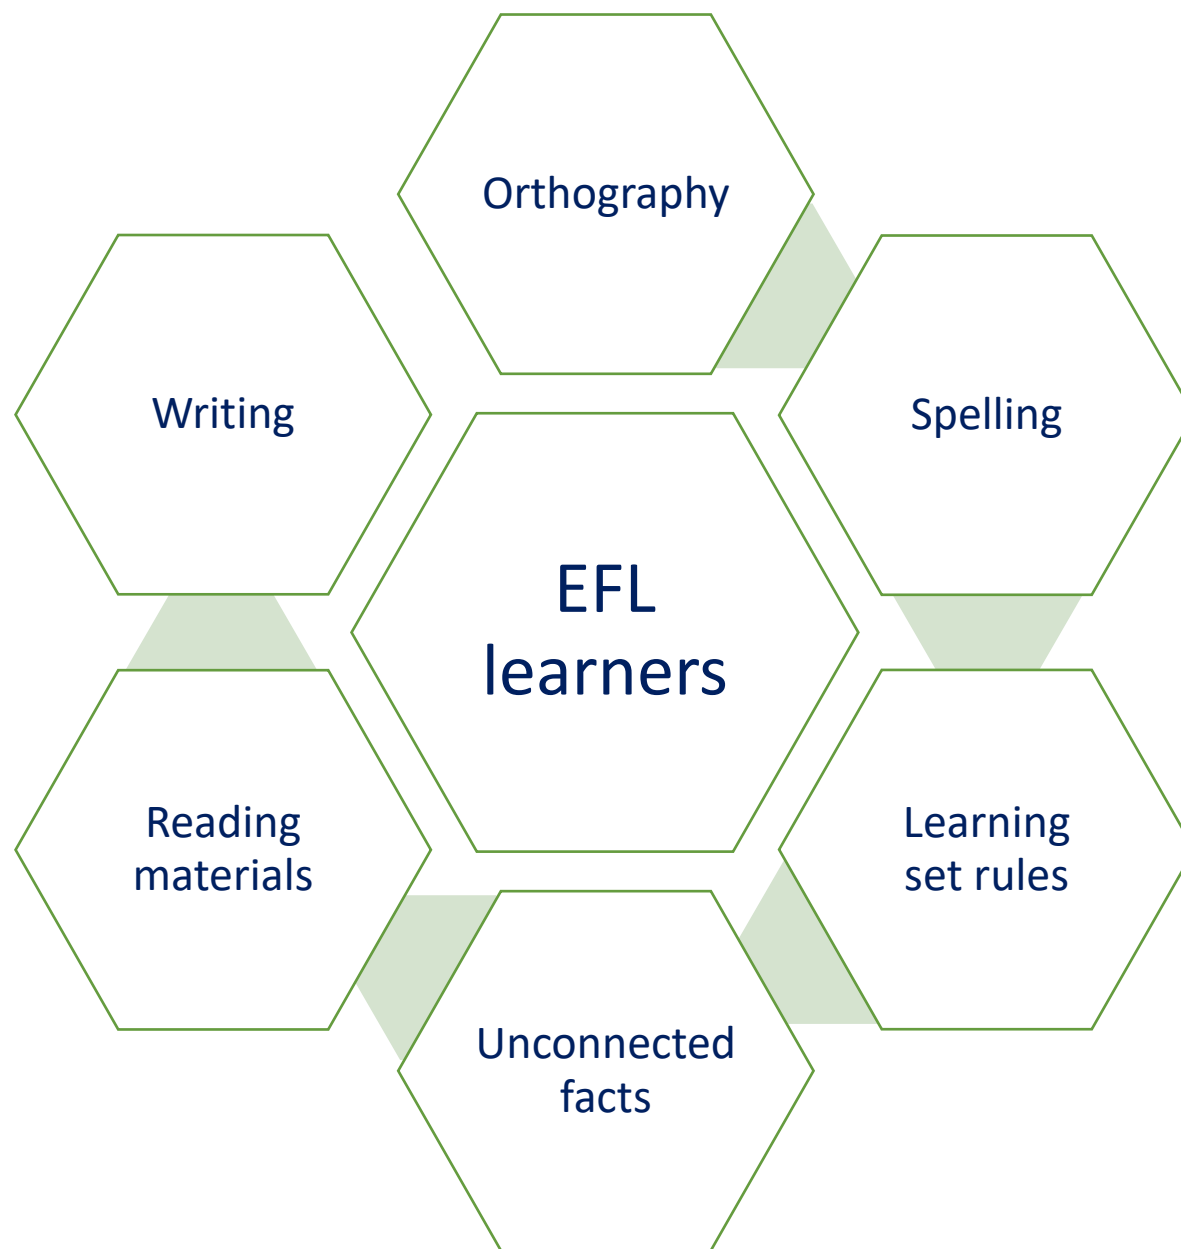 Orthography
Writing
Spelling
EFL
learners
Reading
materials
Learning
set rules
Unconnected
facts